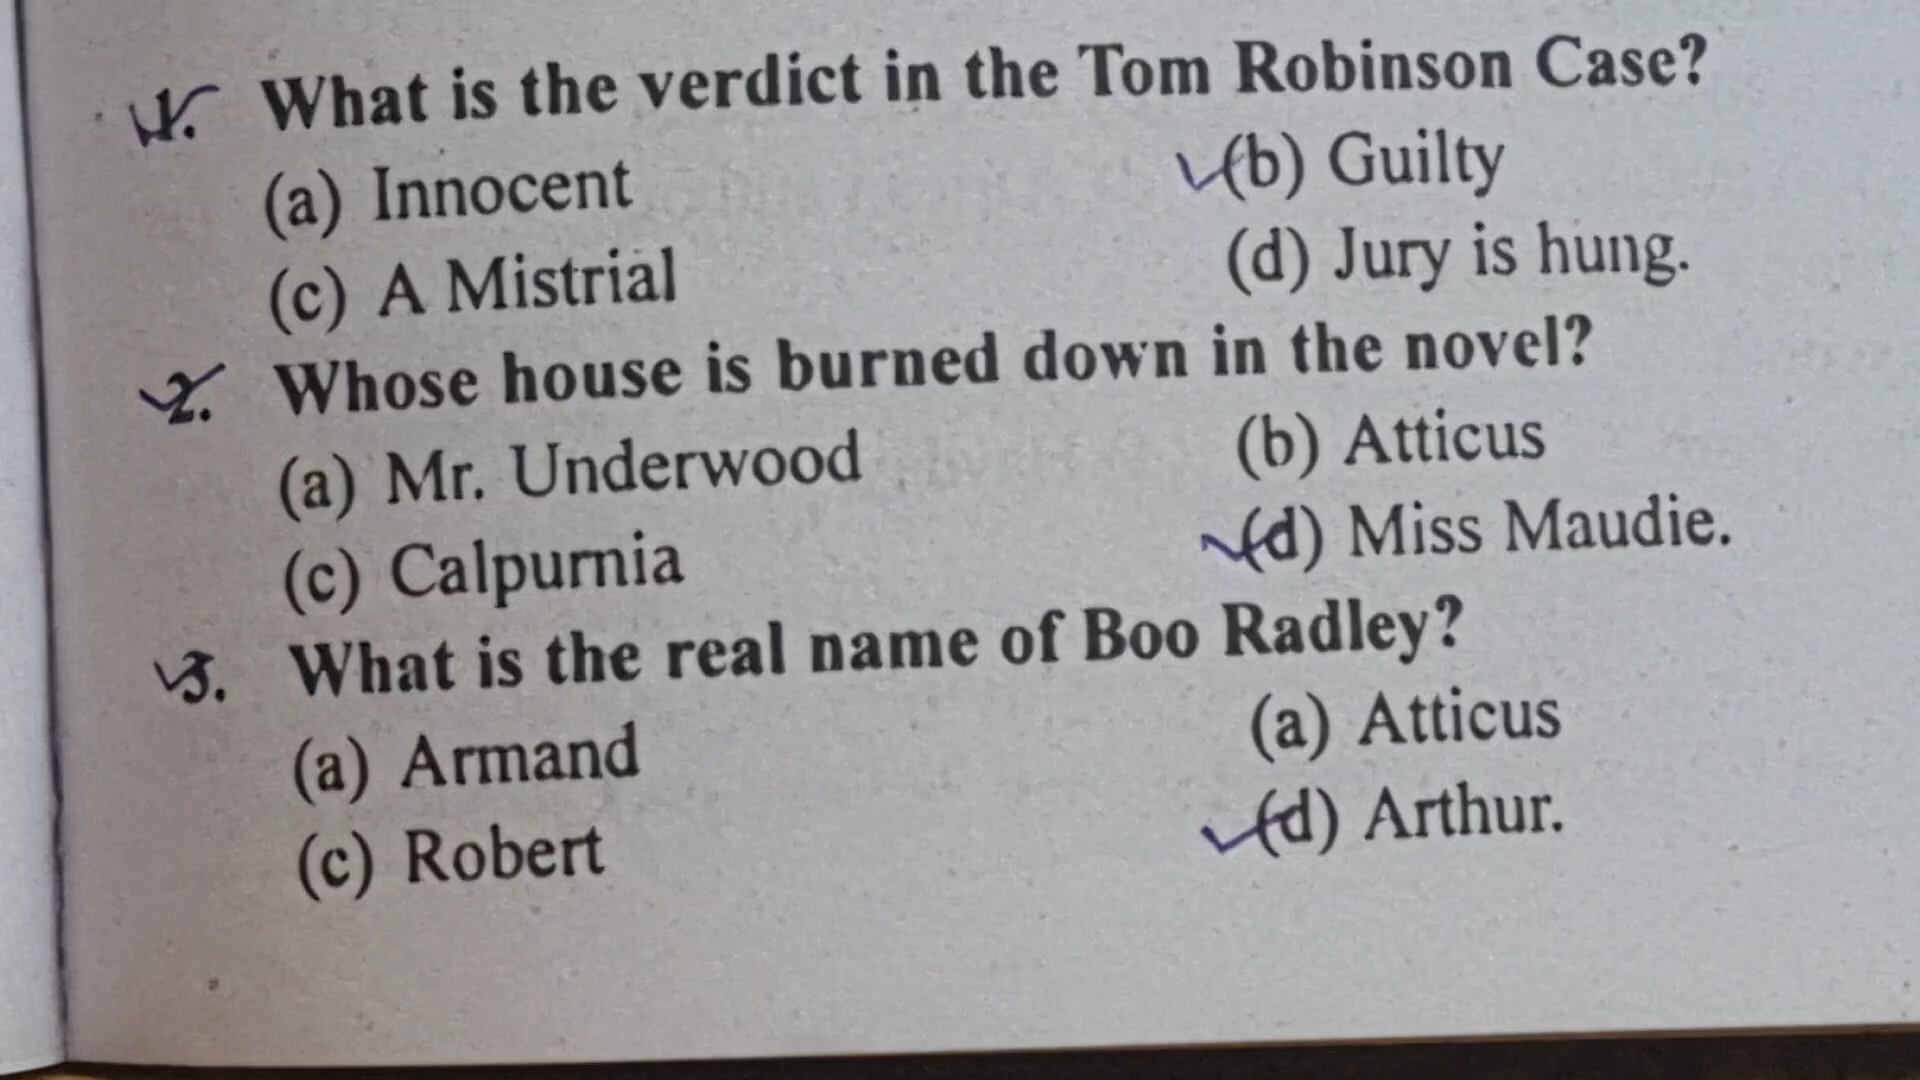 1. What is the verdict in the Tom Robinson Case?
(a) Innocent (b) Guilty
(c) A Mistrial (d) Jury is hung.
2. Whose house is burned down in the novel?
(a) Mr. Underwood (b) Atticus
(c) Calpurnia (d) Miss Maudie.
3. What is the real name of Boo Radley?
(a) Armand (a) Atticus
(c) Robert (d) Arthur.